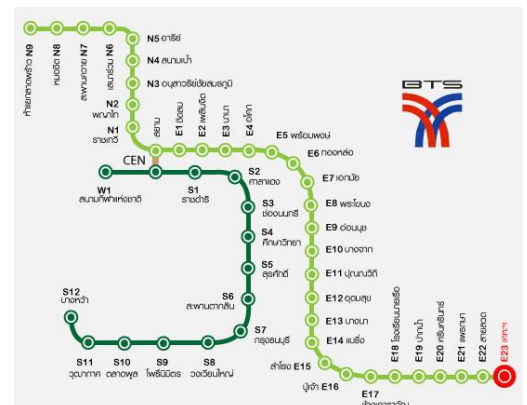 N9 ห้าแยกลาดพร้าว
N8 หมอชิต
N7 สะพานควาย
N6 เสนาร่วม
N5 อารีย์
N4 สนามเป้า
N3 อนุสาวรีย์ชัยสมรภูมิ
N2
พญาไท
N1
ราชเทวี
สยาม
CEN
E1 ชิดลม
E2 เพลินจิต
E3 นานา
E4 อโศก
E5 พร้อมพงษ์
E6 ทองหล่อ
E7 เอกมัย
E8 พระโขนง
E9 อ่อนนุช
E10 บางจาก
E11 ปุณณวิถี
E12 อุดมสุข
E13 บางนา
E14 แบริ่ง
สำโรง E15
ปู่เจ้า E16
E17
E18 โรงเรียนนายเรือ
E19 ปากน้ำ
E20 ศรีนครินทร์
E21 แพรกษา
E22 สายลวด
E23 เคหะฯ
BTS
W1
สนามกีฬาแห่งชาติ
S1
ราชดำริ
S2
ศาลาแดง
S3
ช่องนนทรี
S4
ศึกษาวิทยา
S5
สุรศักดิ์
S6
สะพานตากสิน
S7
กรุงธนบุรี
S8
วงเวียนใหญ่
S9
โพธิ์นิมิตร
S10
ตลาดพลู
S11
วุฒากาศ
S12
บางหว้า